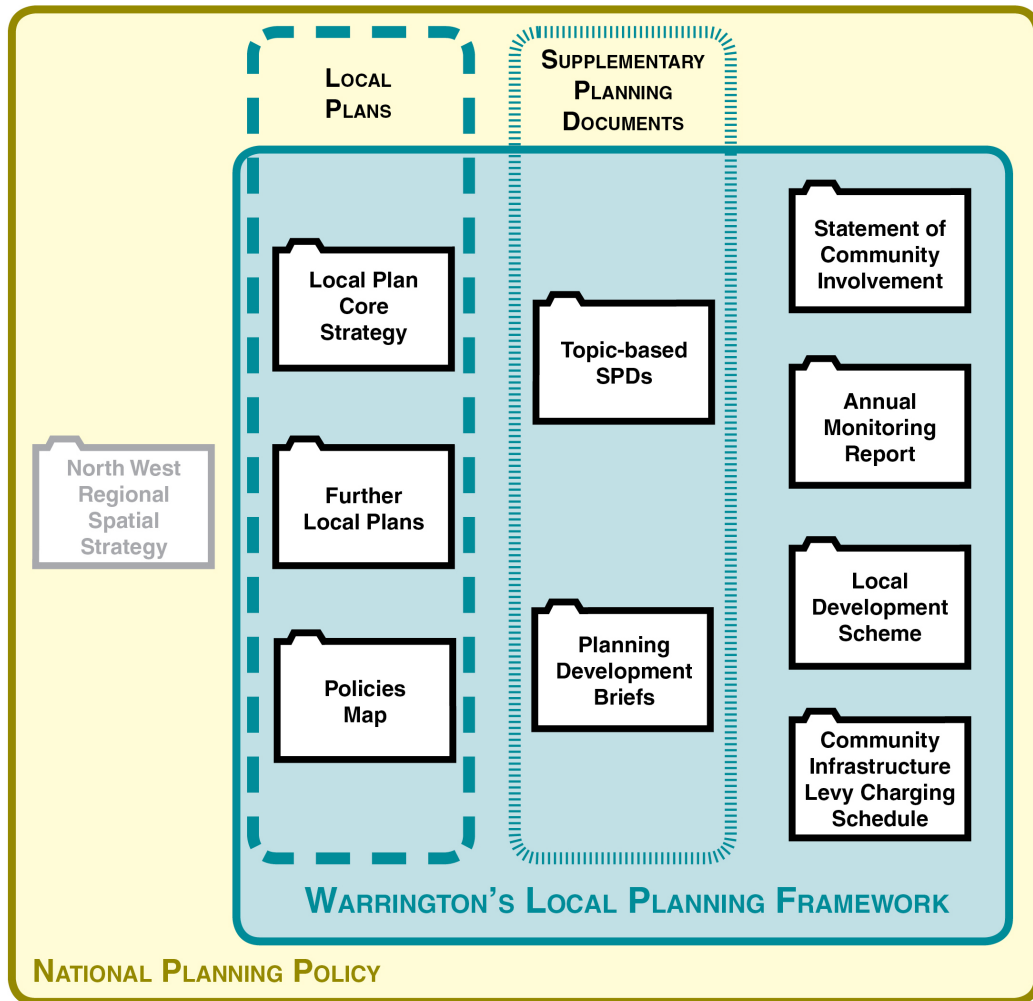 LOCAL
PLANS
SUPPLEMENTARY
PLANNING
DOCUMENTS
Local Plan
Core
Strategy
Further
Local Plans
Policies
Map
Topic-based
SPDs
Planning
Development
Briefs
Statement of
Community
Involvement
Annual
Monitoring
Report
Local
Development
Scheme
Community
Infrastructure
Levy Charging
Schedule
North West
Regional
Spatial
Strategy
WARRINGTON'S LOCAL PLANNING FRAMEWORK
NATIONAL PLANNING POLICY